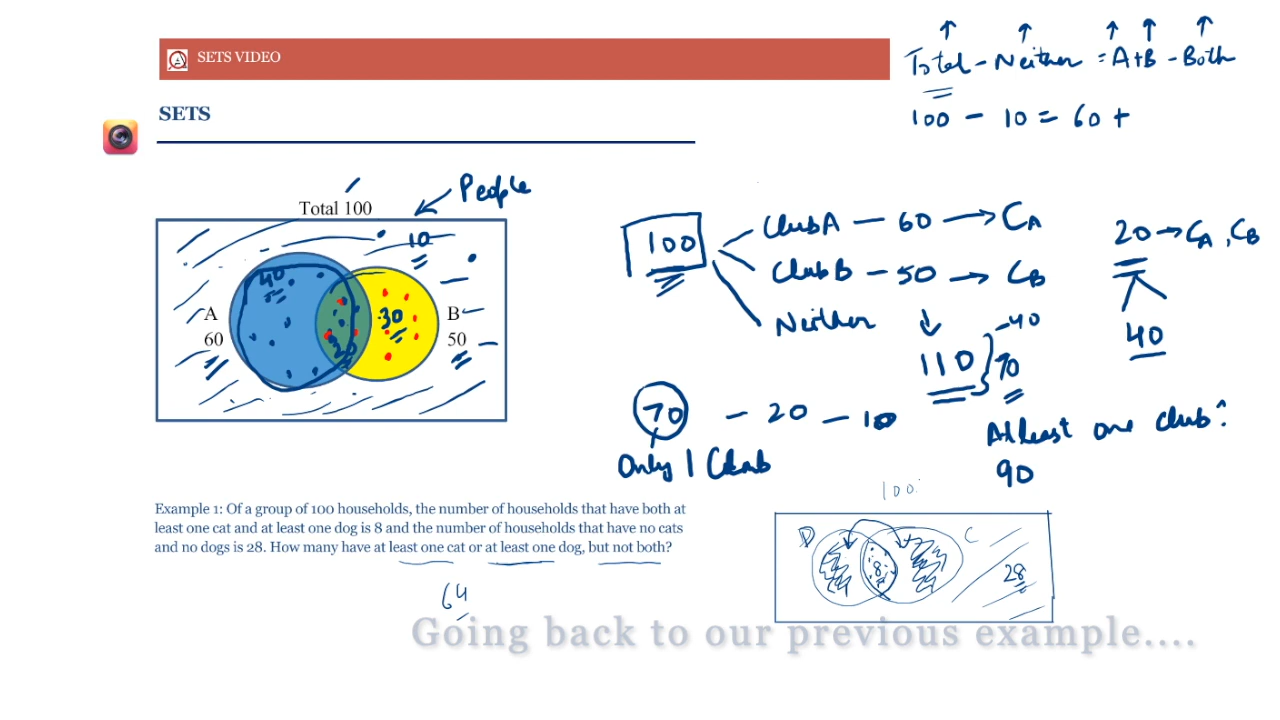 SETS VIDEO
Total - Neither = A + B - Both
100 - 10 = 60 +
SETS
People
Total 100
10
40
A
60
20
30
B
50
100
Club A - 60 → CA
Club B - 50 → CB
Neither
20 → CA, CB
40
110
-40
70
70 - 20 - 10
Only 1 Club
At least one club?
90
Example 1: Of a group of 100 households, the number of households that have both at
least one cat and at least one dog is 8 and the number of households that have no cats
and no dogs is 28. How many have at least one cat or at least one dog, but not both?
64
100
D
8
C
28
Going back to our previous example....